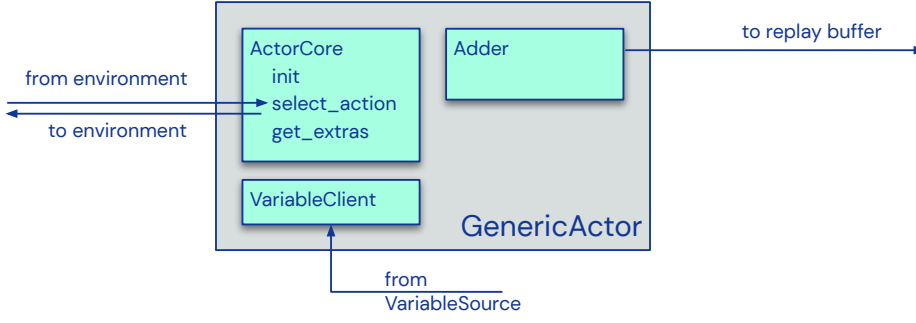 to replay buffer
ActorCore
Adder
init
from environment
select_action
to environment
get_extras
VariableClient
GenericActor
from
VariableSource